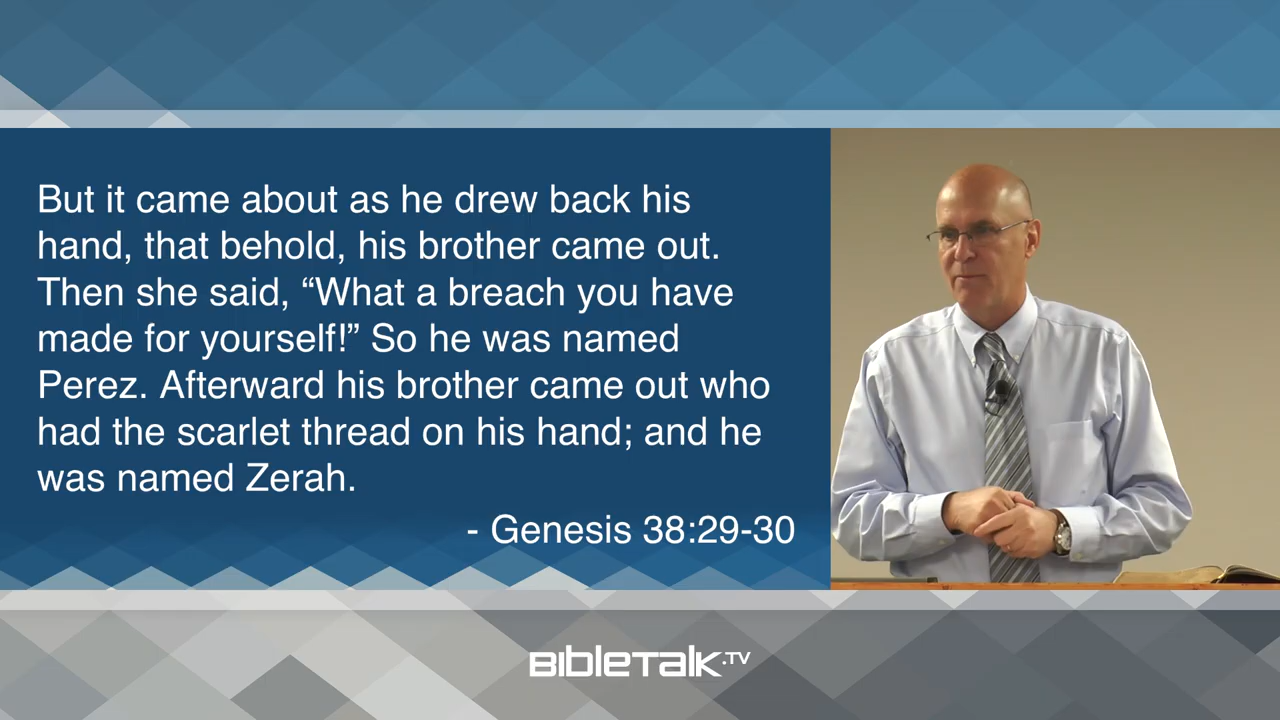 But it came about as he drew back his
hand, that behold, his brother came out.
Then she said, “What a breach you have
made for yourself!” So he was named
Perez. Afterward his brother came out who
had the scarlet thread on his hand; and he
was named Zerah.
- Genesis 38:29-30
BIBLETALK.TV